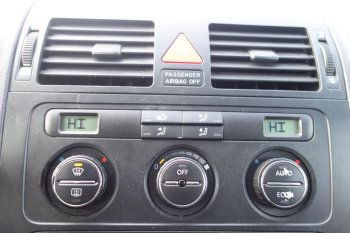 PASSENGER
AIRBAG OFF
HI
HI
OFF
AUTO
ECON